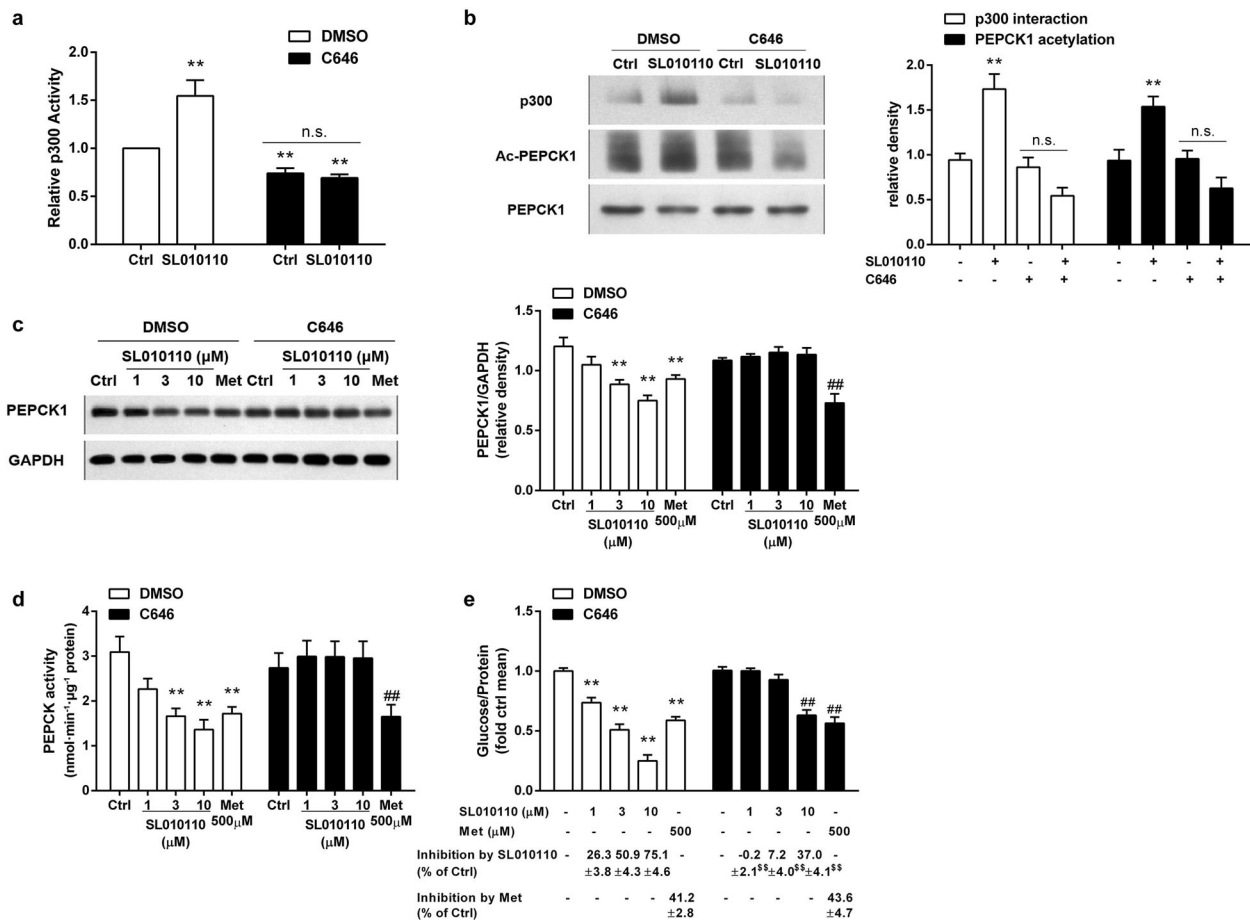 a
DMSO
C646
Relative p300 Activity
2.0
1.5
1.0
0.5
0.0
**
n.s.
** **
Ctrl SL010110 Ctrl SL010110
b
DMSO C646
Ctrl SL010110 Ctrl SL010110
p300
Ac-PEPCK1
PEPCK1
p300 interaction
PEPCK1 acetylation
relative density
2.0
1.5
1.0
0.5
0.0
**
n.s.
**
n.s.
SL010110 - + - + - + - +
C646 - - + + - - + +
c
DMSO C646
SL010110 (μM) SL010110 (μM)
Ctrl 1 3 10 Met Ctrl 1 3 10 Met
PEPCK1
GAPDH
DMSO
C646
PEPCK1/GAPDH
(relative density)
1.5
1.0
0.5
0.0
** ** ** ##
Ctrl 1 3 10 Met Ctrl 1 3 10 Met
SL010110 500μM SL010110 500μM
(μM) (μM)
d
DMSO
C646
PEPCK activity
(nmol·min⁻¹·μg⁻¹ protein)
4
3
2
1
0
** ** ** ##
Ctrl 1 3 10 Met Ctrl 1 3 10 Met
SL010110 500μM SL010110 500μM
(μM) (μM)
e
DMSO
C646
Glucose/Protein
(fold ctrl mean)
1.5
1.0
0.5
0.0
** ** ** ** ## ##
SL010110 (μM) - 1 3 10 - - 1 3 10 -
Met (μM) - - - - 500 - - - - 500
Inhibition by SL010110 - 26.3 50.9 75.1 - - -0.2 7.2 37.0 -
(% of Ctrl) ±3.8 ±4.3 ±4.6 ±2.1$$ ±4.0$$ ±4.1$$
Inhibition by Met - - - - 41.2 - - - - 43.6
(% of Ctrl) ±2.8 ±4.7